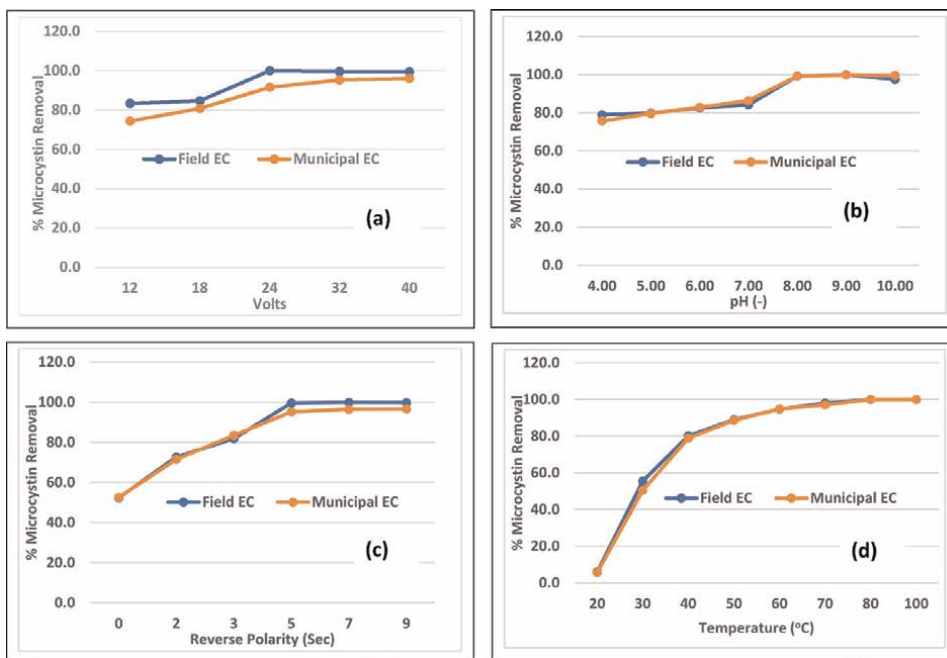 120.0
100.0
80.0
60.0
40.0
20.0
0.0
% Microcystin Removal
Field EC Municipal EC
(a)
12 18 24 32 40
Volts
120.0
100.0
80.0
60.0
40.0
20.0
0.0
% Microcystin Removal
Field EC Municipal EC
(b)
4.00 5.00 6.00 7.00 8.00 9.00 10.00
pH (-)
120.0
100.0
80.0
60.0
40.0
20.0
0.0
% Microcystin Removal
Field EC Municipal EC
(c)
0 2 3 5 7 9
Reverse Polarity (Sec)
120.0
100.0
80.0
60.0
40.0
20.0
0.0
% Microcystin Removal
Field EC Municipal EC
(d)
20 30 40 50 60 70 80 100
Temperature (°C)